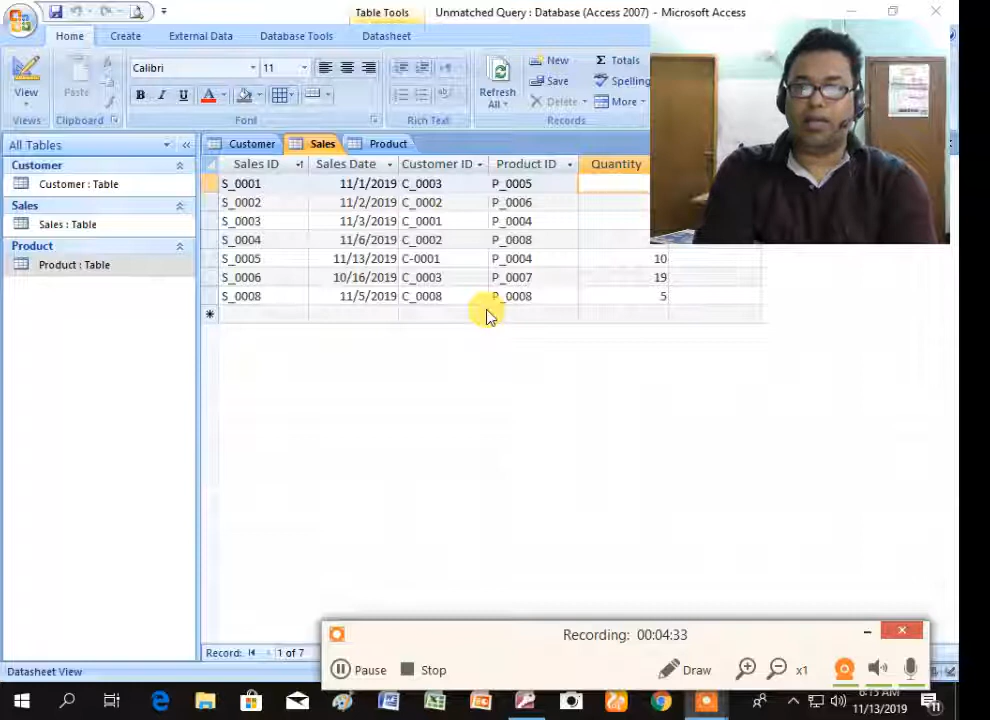 Table Tools
Unmatched Query : Database (Access 2007) - Microsoft Access
Home Create External Data Database Tools Datasheet
View
Paste
Calibri 11
B I U A
Refresh All
New
Save
Delete
Totals
Spelling
More
Views Clipboard Font Rich Text Records
All Tables
Customer Sales Product
Customer
Customer : Table
Sales
Sales : Table
Product
Product : Table
Sales ID Sales Date Customer ID Product ID Quantity
S_0001 11/1/2019 C_0003 P_0005
S_0002 11/2/2019 C_0002 P_0006
S_0003 11/3/2019 C_0001 P_0004
S_0004 11/6/2019 C_0002 P_0008
S_0005 11/13/2019 C-0001 P_0004 10
S_0006 10/16/2019 C_0003 P_0007 19
S_0008 11/5/2019 C_0008 P_0008 5
Record: 1 of 7
Datasheet View
Recording: 00:04:33
Pause Stop Draw x1
11/13/2019
11